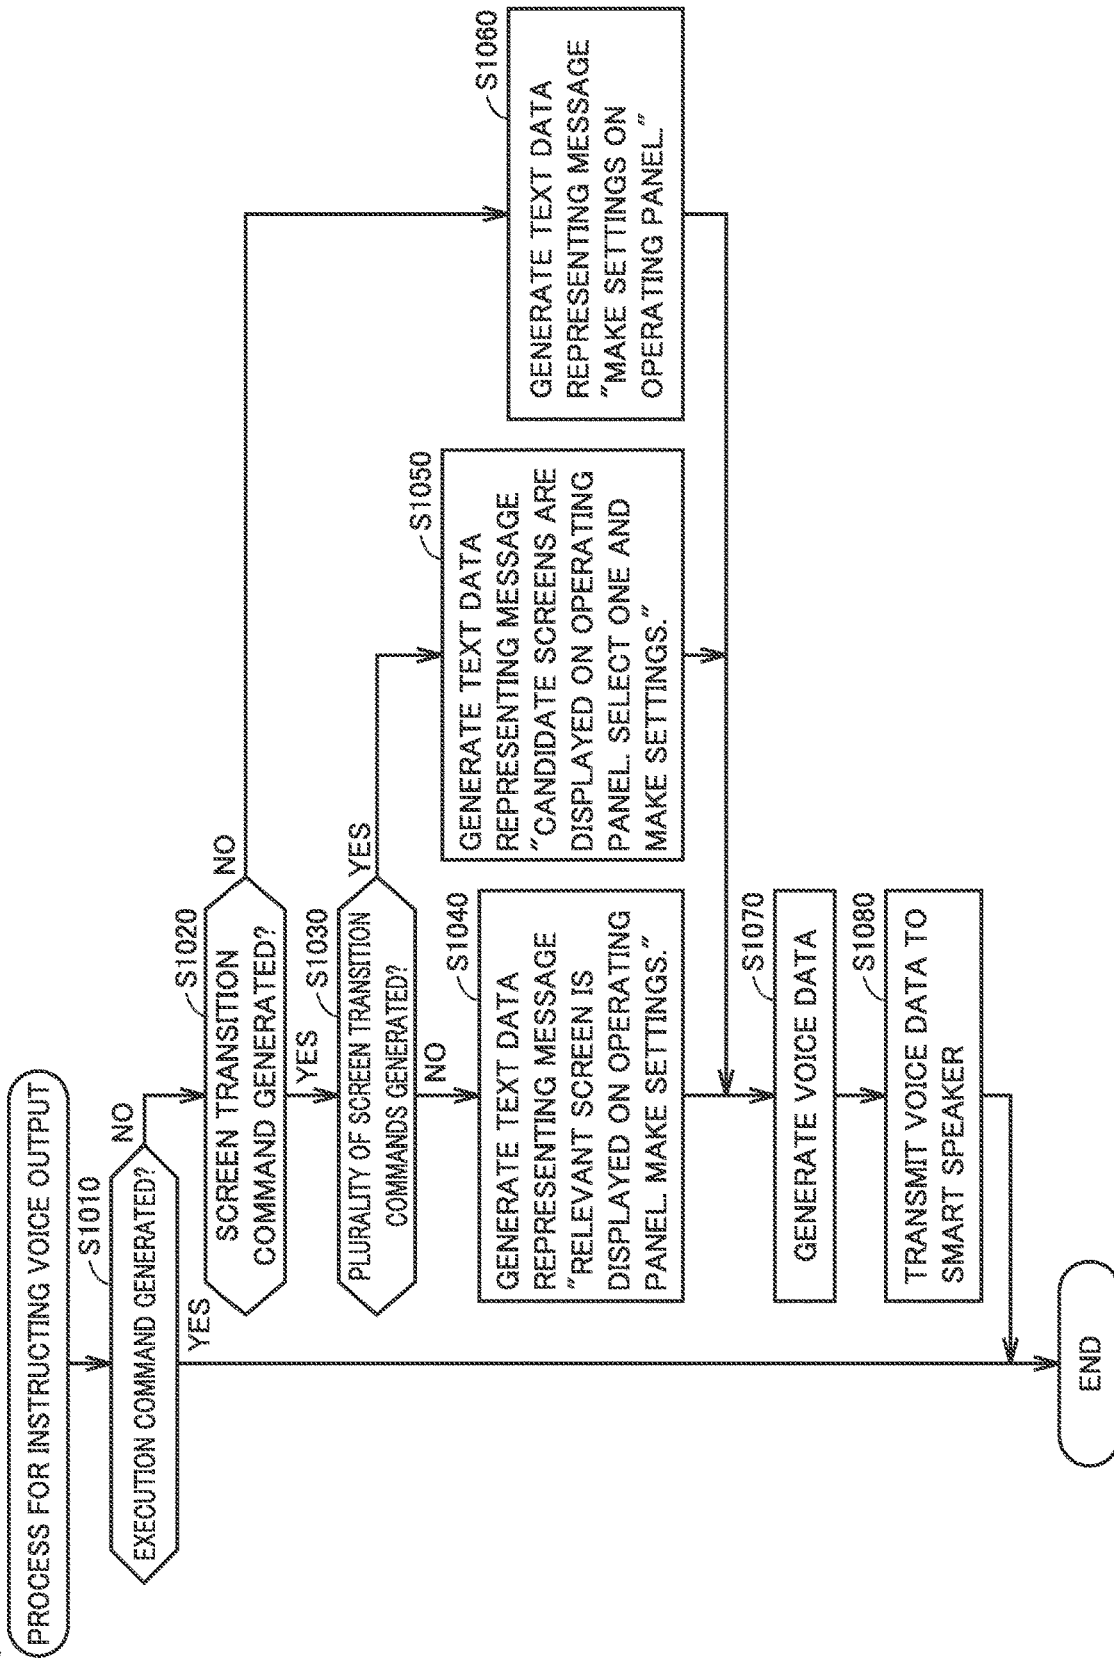 PROCESS FOR INSTRUCTING VOICE OUTPUT
S1010
EXECUTION COMMAND GENERATED?
NO
YES
S1020
SCREEN TRANSITION
COMMAND GENERATED?
NO
YES
S1030
PLURALITY OF SCREEN TRANSITION
COMMANDS GENERATED?
YES
NO
S1040
GENERATE TEXT DATA
REPRESENTING MESSAGE
"RELEVANT SCREEN IS
DISPLAYED ON OPERATING
PANEL. MAKE SETTINGS."
S1050
GENERATE TEXT DATA
REPRESENTING MESSAGE
"CANDIDATE SCREENS ARE
DISPLAYED ON OPERATING
PANEL. SELECT ONE AND
MAKE SETTINGS."
S1060
GENERATE TEXT DATA
REPRESENTING MESSAGE
"MAKE SETTINGS ON
OPERATING PANEL."
S1070
GENERATE VOICE DATA
S1080
TRANSMIT VOICE DATA TO
SMART SPEAKER
END